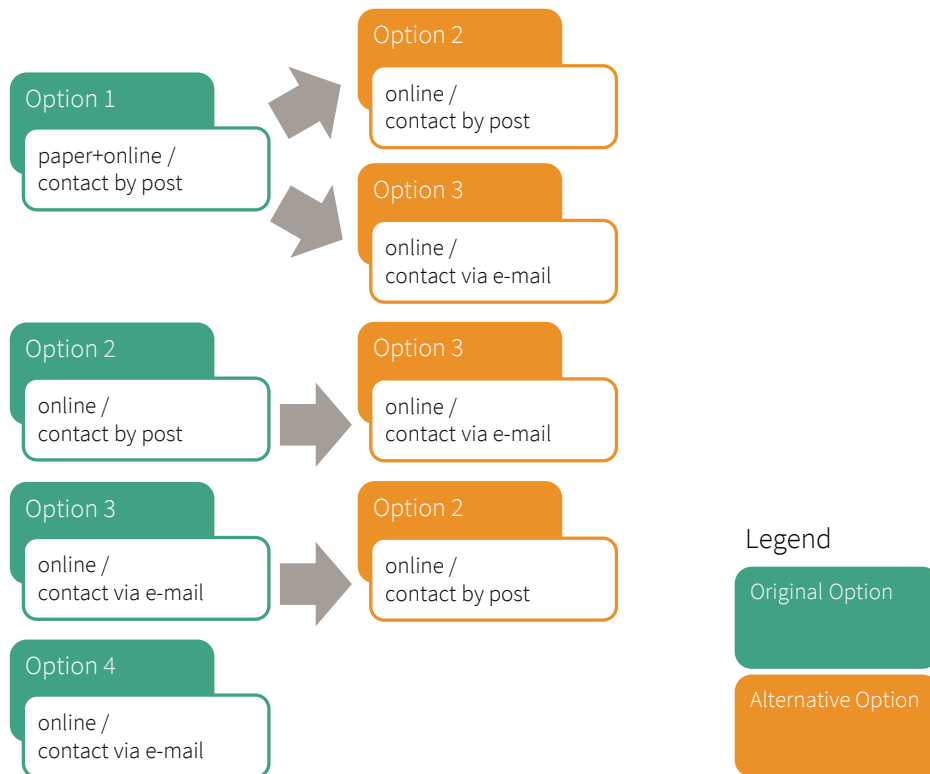 Option 1
paper+online /
contact by post
Option 2
online /
contact by post
Option 3
online /
contact via e-mail
Option 2
online /
contact by post
Option 3
online /
contact via e-mail
Option 3
online /
contact via e-mail
Option 2
online /
contact by post
Option 4
online /
contact via e-mail
Legend
Original Option
Alternative Option